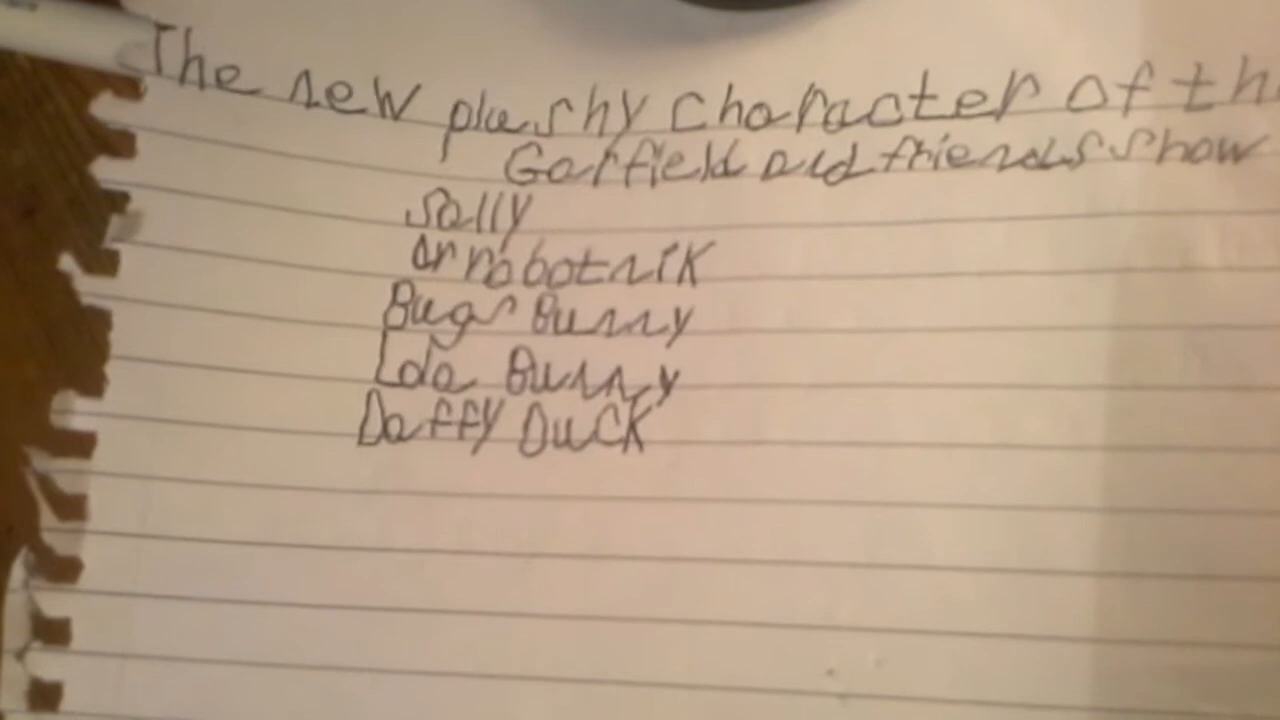 The new plushy character of th
Garfield and friends show
Sally
dr robotnik
Bugs Bunny
Lola Bunny
Daffy Duck